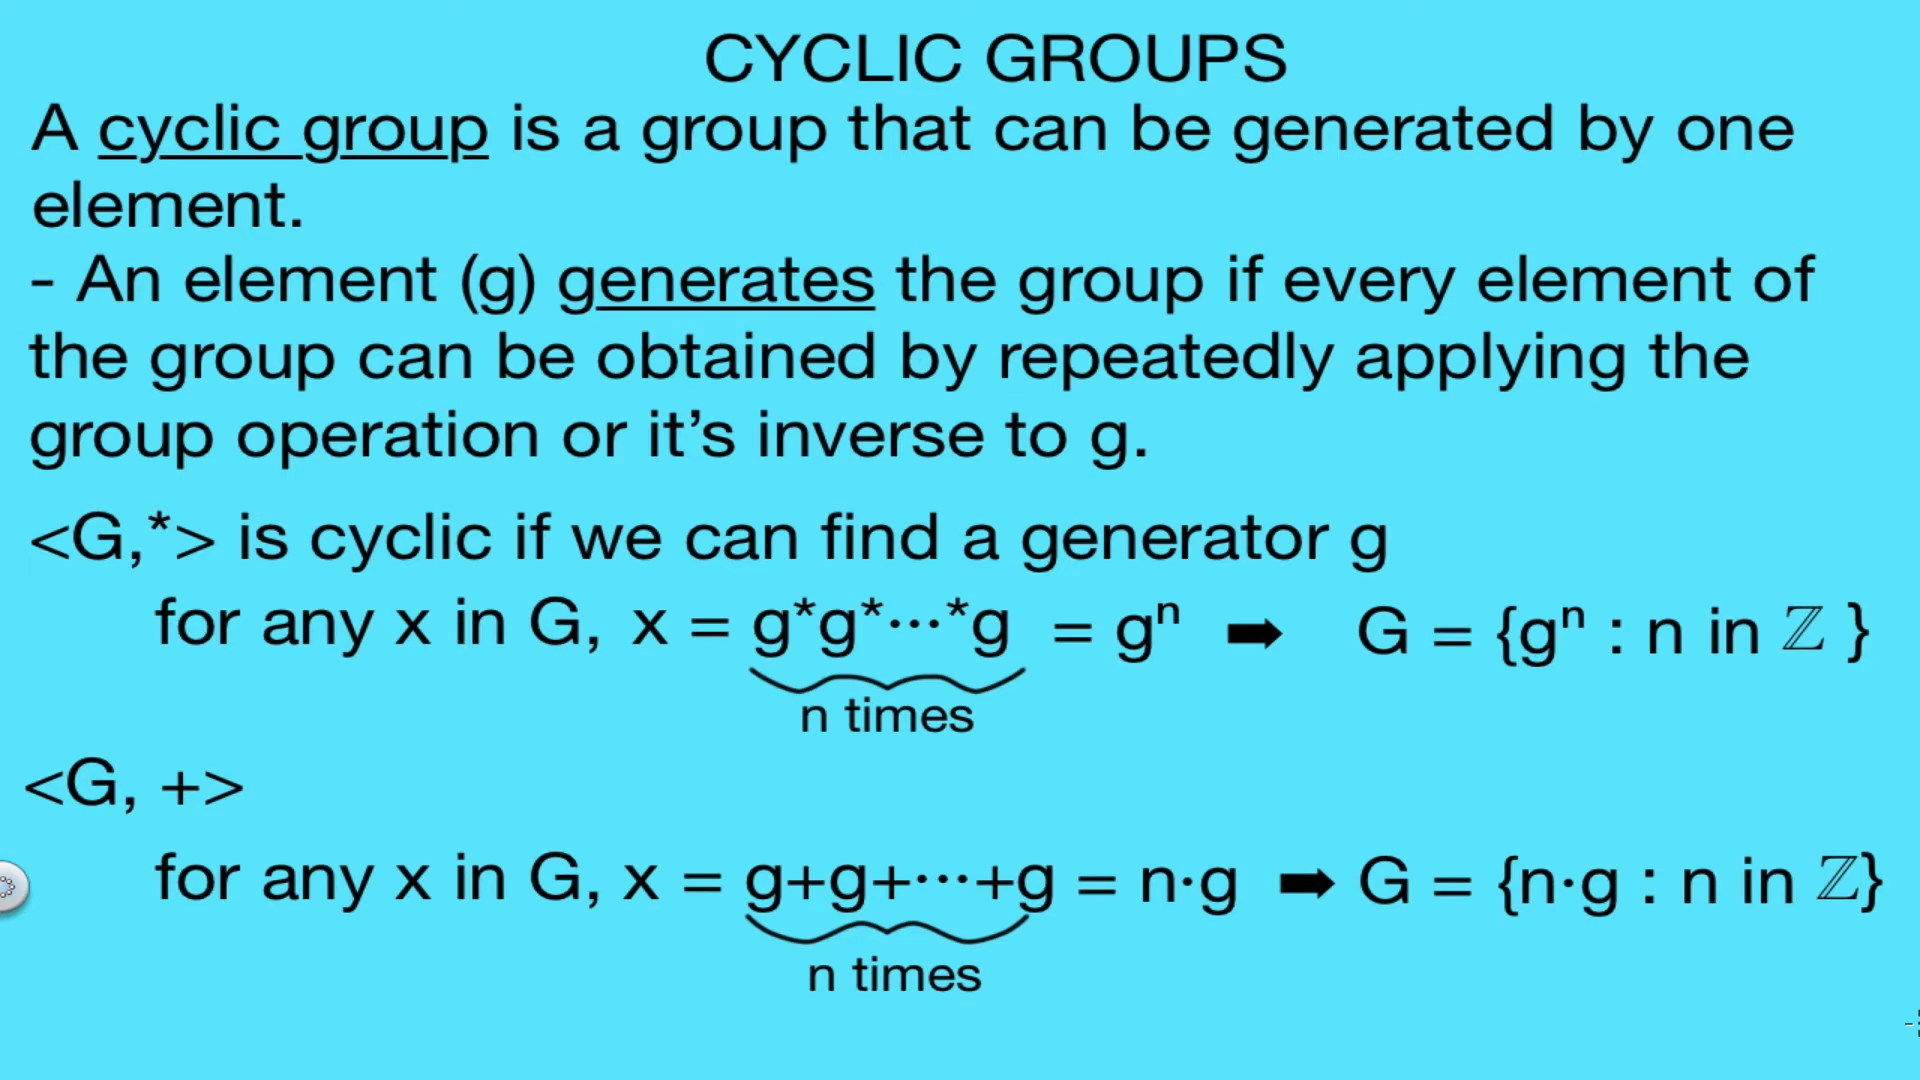 CYCLIC GROUPS
A cyclic group is a group that can be generated by one
element.
- An element (g) generates the group if every element of
the group can be obtained by repeatedly applying the
group operation or it’s inverse to g.
<G,*> is cyclic if we can find a generator g
for any x in G, x = g*g*···*g = gⁿ ➡ G = {gⁿ : n in ℤ }
n times
<G, +>
for any x in G, x = g+g+···+g = n·g ➡ G = {n·g : n in ℤ}
n times